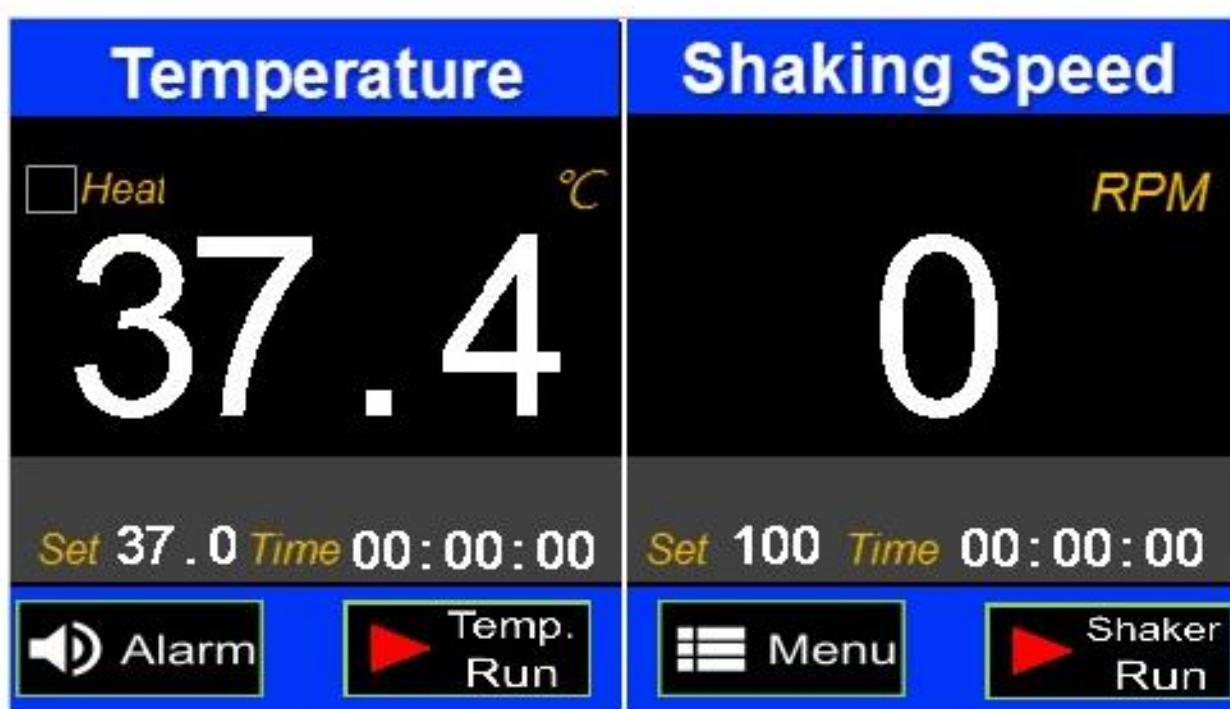 Temperature
Heat
°C
37.4
Set 37.0 Time 00:00:00
Alarm
Temp.
Run
Shaking Speed
RPM
0
Set 100 Time 00:00:00
Menu
Shaker
Run